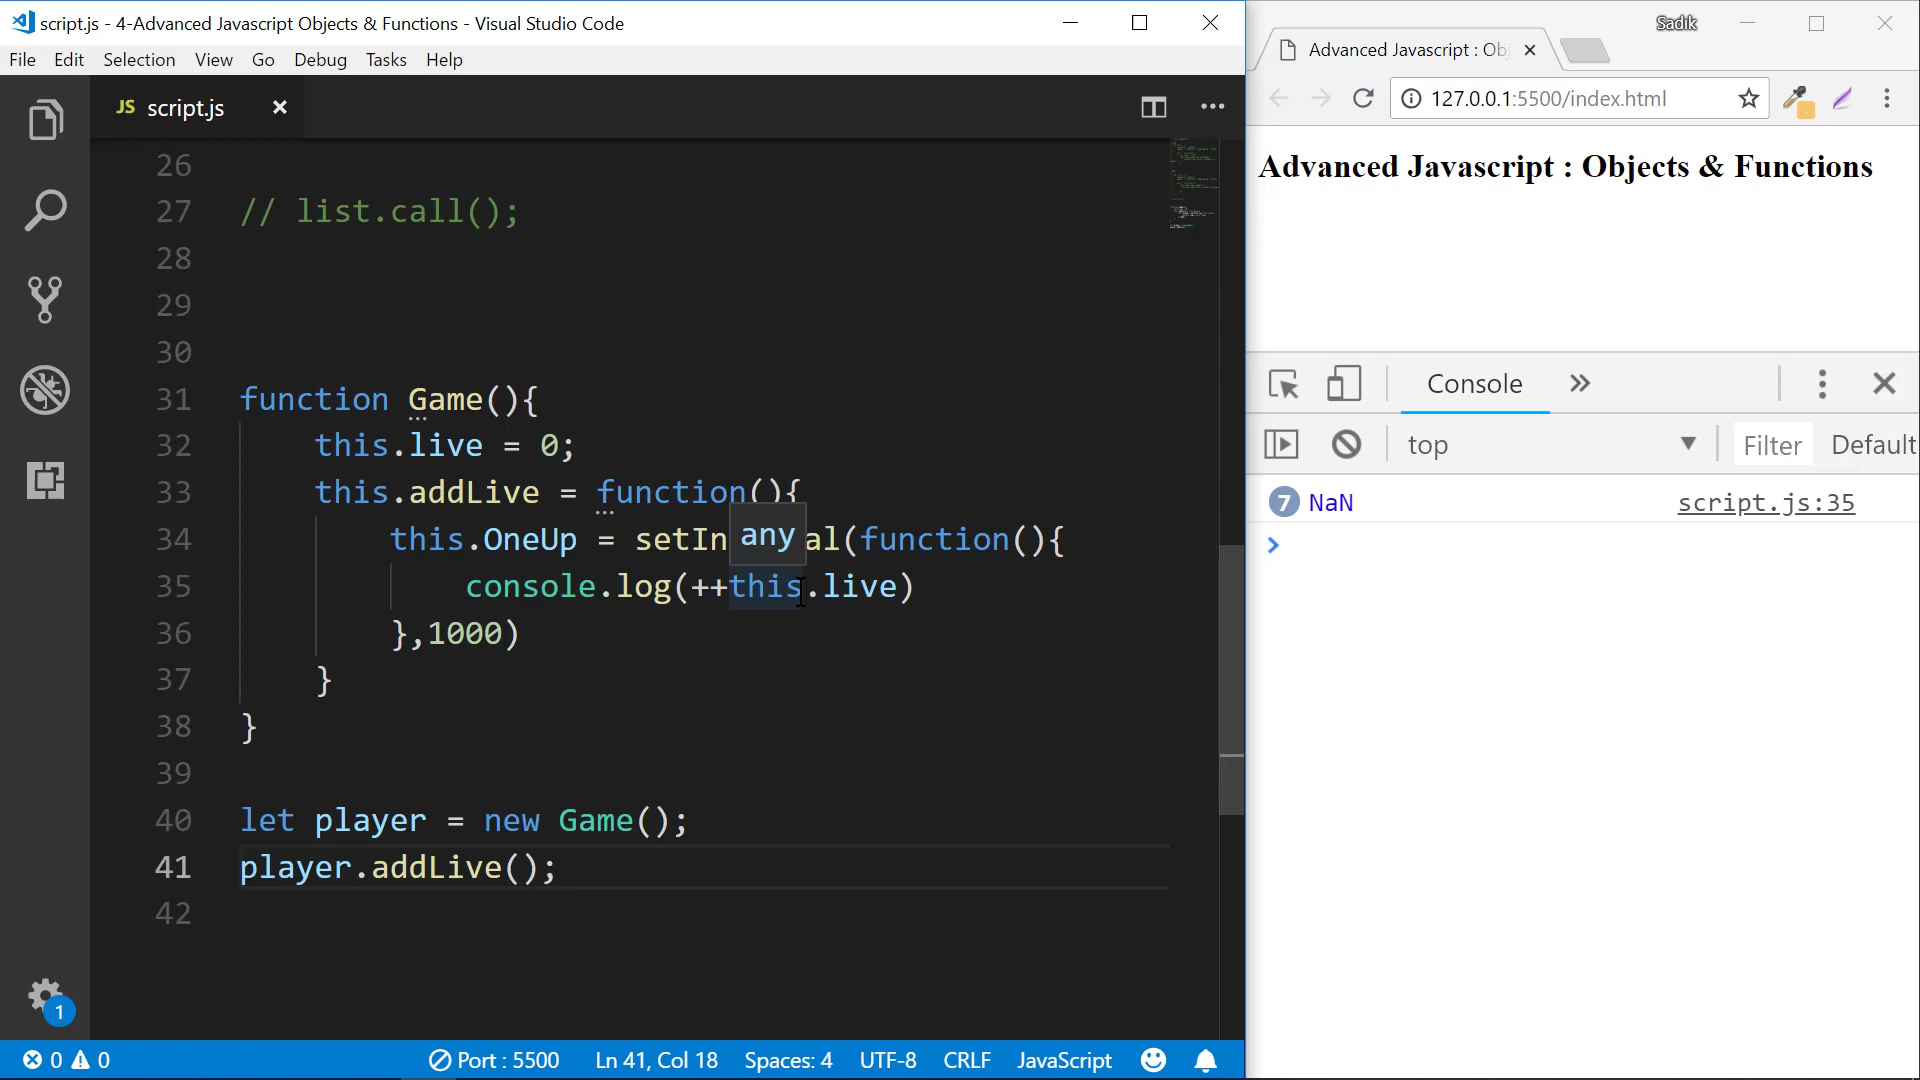 script.js - 4-Advanced Javascript Objects & Functions - Visual Studio Code
File Edit Selection View Go Debug Tasks Help
JS script.js
26
27 // list.call();
28
29
30
31 function Game(){
32 this.live = 0;
33 this.addLive = function(){
34 this.OneUp = setIn al(function(){
any
35 console.log(++this.live)
36 },1000)
37 }
38 }
39
40 let player = new Game();
41 player.addLive();
42
1
0 0 Port : 5500 Ln 41, Col 18 Spaces: 4 UTF-8 CRLF JavaScript
Sadik
Advanced Javascript : Ob
127.0.0.1:5500/index.html
Advanced Javascript : Objects & Functions
Console
top Filter Default
7 NaN script.js:35